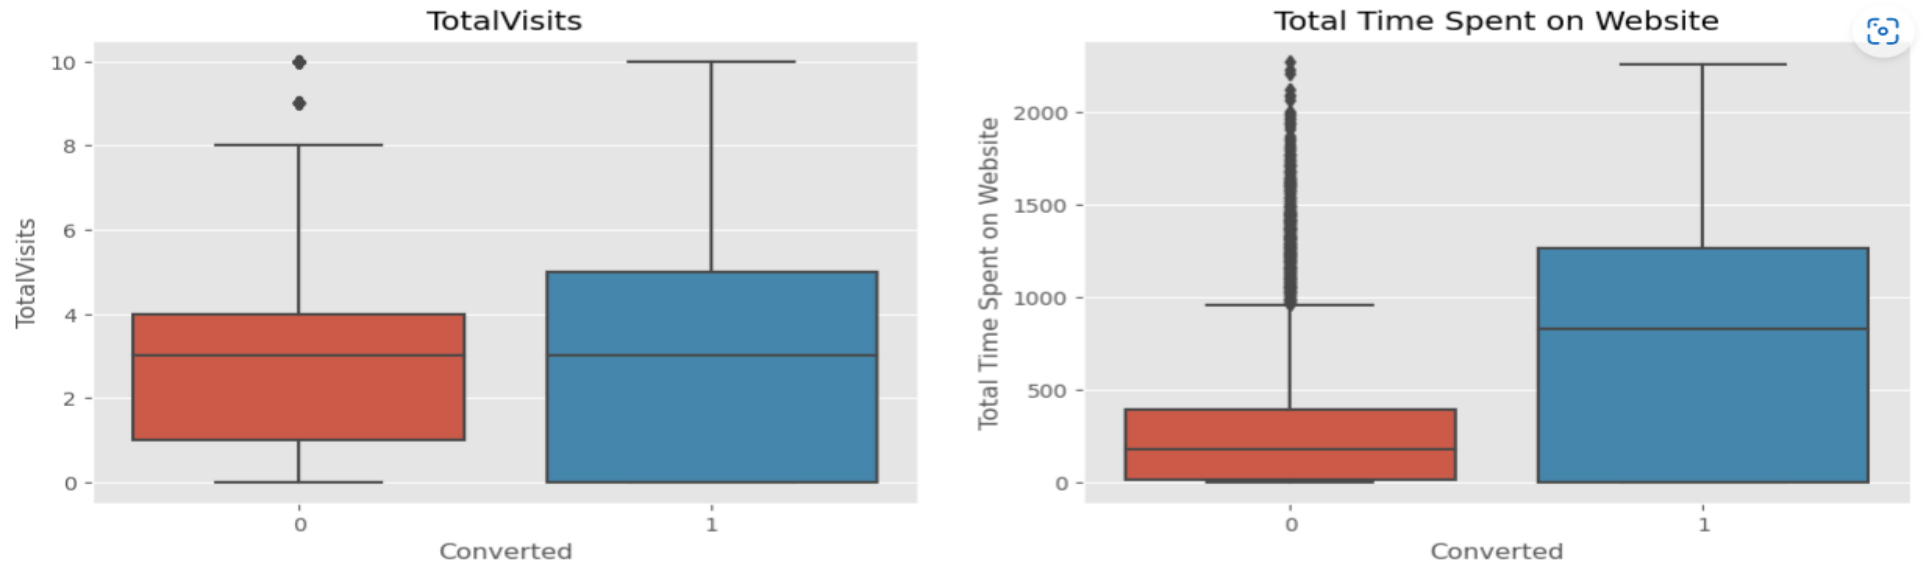 TotalVisits
TotalVisits
10
8
6
4
2
0
0
1
Converted
Total Time Spent on Website
Total Time Spent on Website
2000
1500
1000
500
0
0
1
Converted